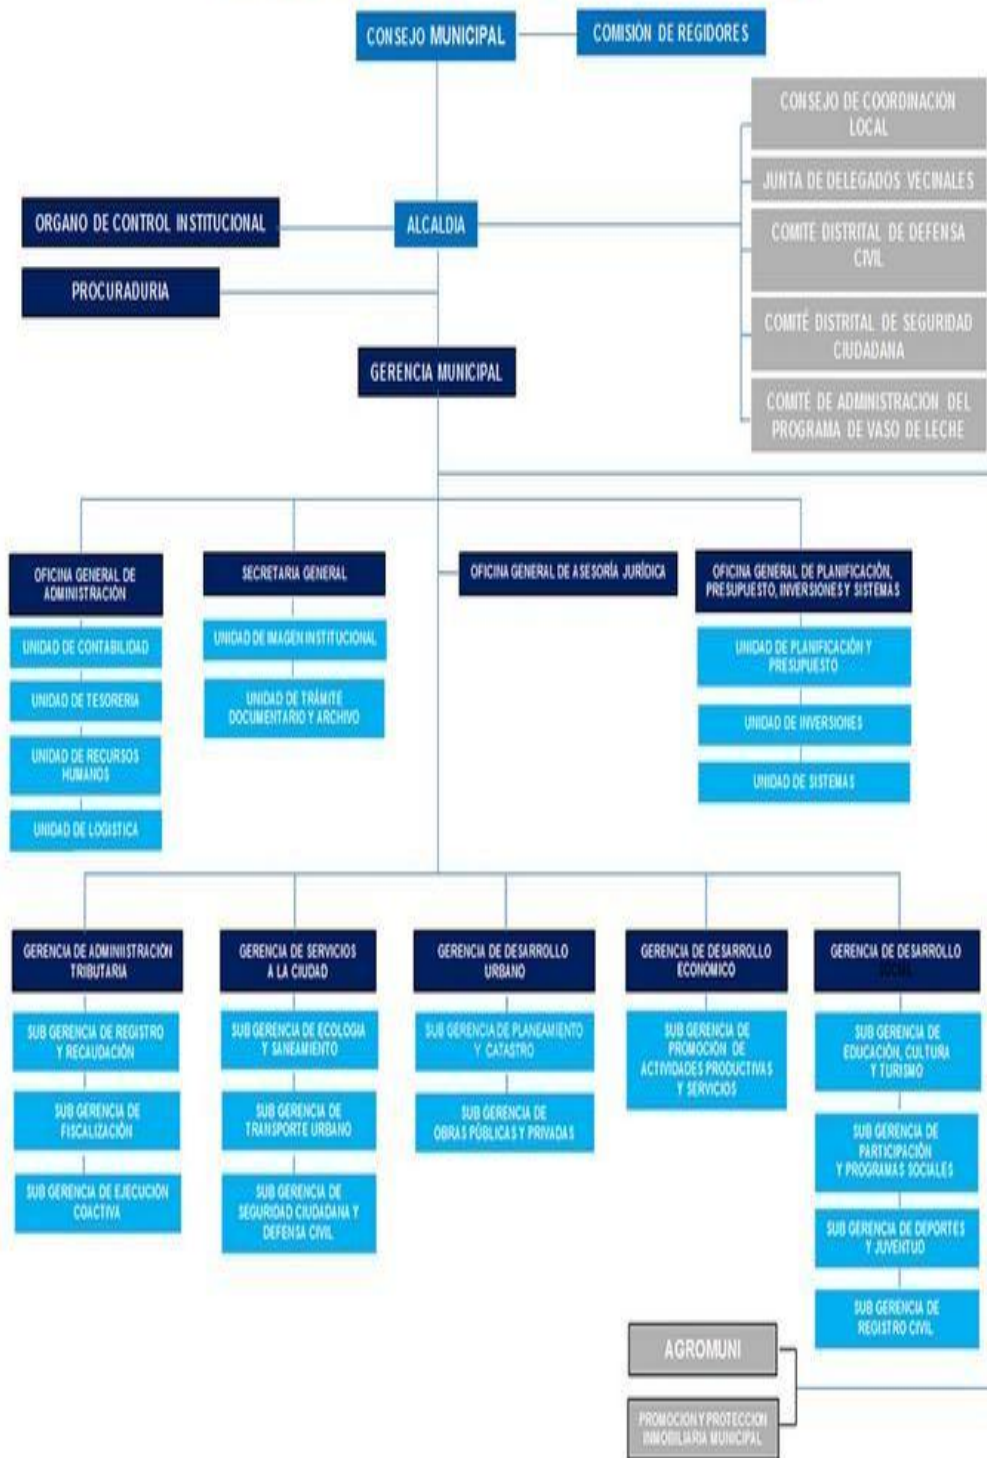 CONSEJO MUNICIPAL
COMISIÓN DE REGIDORES
CONSEJO DE COORDINACIÓN
LOCAL
JUNTA DE DELEGADOS VECINALES
COMITÉ DISTRITAL DE DEFENSA
CIVIL
COMITÉ DISTRITAL DE SEGURIDAD
CIUDADANA
COMITÉ DE ADMINISTRACION DEL
PROGRAMA DE VASO DE LECHE
ORGANO DE CONTROL INSTITUCIONAL
ALCALDIA
PROCURADURIA
GERENCIA MUNICIPAL
OFICINA GENERAL DE
ADMINISTRACIÓN
UNIDAD DE CONTABILIDAD
UNIDAD DE TESORERIA
UNIDAD DE RECURSOS
HUMANOS
UNIDAD DE LOGISTICA
SECRETARIA GENERAL
UNIDAD DE IMAGEN INSTITUCIONAL
UNIDAD DE TRÁMITE
DOCUMENTARIO Y ARCHIVO
OFICINA GENERAL DE ASESORÍA JURÍDICA
OFICINA GENERAL DE PLANIFICACIÓN,
PRESUPUESTO, INVERSIONES Y SISTEMAS
UNIDAD DE PLANIFICACIÓN Y
PRESUPUESTO
UNIDAD DE INVERSIONES
UNIDAD DE SISTEMAS
GERENCIA DE ADMINIISTRACIÓN
TRIBUTARIA
SUB GERENCIA DE REGISTRO
Y RECAUDACIÓN
SUB GERENCIA DE
FISCALIZACIÓN
SUB GERENCIA DE EJECUCIÓN
COACTIVA
GERENCIA DE SERVICIOS
A LA CIUDAD
SUB GERENCIA DE ECOLOGIA
Y SANEAMIENTO
SUB GERENCIA DE
TRANSPORTE URBANO
SUB GERENCIA DE
SEGURIDAD CIUDADANA Y
DEFENSA CIVIL
GERENCIA DE DESARROLLO
URBANO
SUB GERENCIA DE PLANEAMIENTO
Y CATASTRO
SUB GERENCIA DE
OBRAS PÚBLICAS Y PRIVADAS
GERENCIA DE DESARROLLO
ECONOMICO
SUB GERENCIA DE
PROMOCIÓN DE
ACTIVIDADES PRODUCTIVAS
Y SERVICIOS
GERENCIA DE DESARROLLO
SOCIAL
SUB GERENCIA DE
EDUCACIÓN, CULTURA
Y TURISMO
SUB GERENCIA DE
PARTICIPACIÓN
Y PROGRAMAS SOCIALES
SUB GERENCIA DE DEPORTES
Y JUVENTUD
SUB GERENCIA DE
REGISTRO CIVIL
AGROMUNI
PROMOCION Y PROTECCION
INMOBILIARIA MUNICIPAL